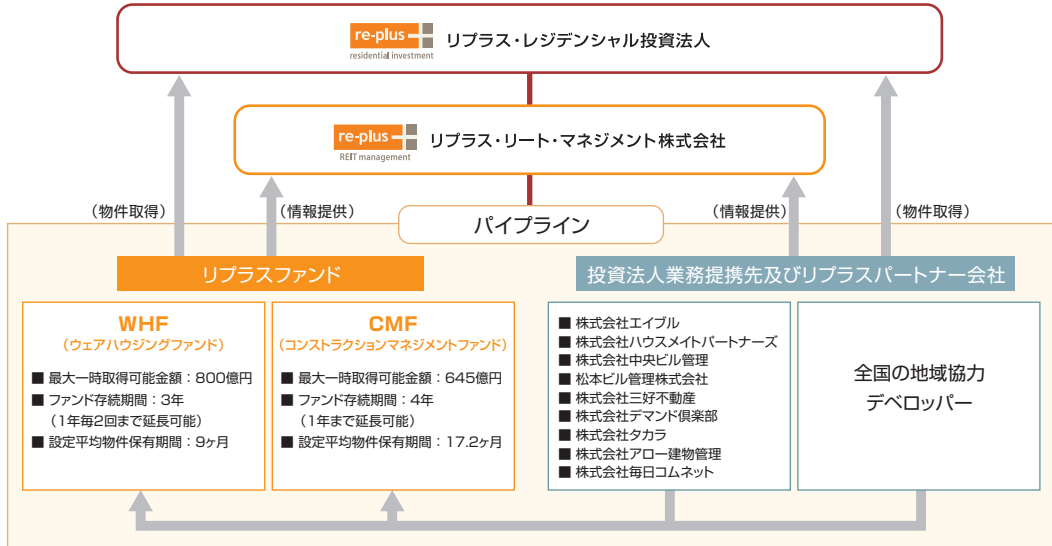 re-plus
residential investment
リプラス・レジデンシャル投資法人
re-plus
REIT management
リプラス・リート・マネジメント株式会社
（物件取得）
（情報提供）
パイプライン
（情報提供）
（物件取得）
リプラスファンド
WHF
（ウェアハウジングファンド）
■ 最大一時取得可能金額：800億円
■ ファンド存続期間：3年
（1年毎2回まで延長可能）
■ 設定平均物件保有期間：9ヶ月
CMF
（コンストラクションマネジメントファンド）
■ 最大一時取得可能金額：645億円
■ ファンド存続期間：4年
（1年まで延長可能）
■ 設定平均物件保有期間：17.2ヶ月
投資法人業務提携先及びリプラスパートナー会社
■ 株式会社エイブル
■ 株式会社ハウスメイトパートナーズ
■ 株式会社中央ビル管理
■ 松本ビル管理株式会社
■ 株式会社三好不動産
■ 株式会社デマンド倶楽部
■ 株式会社タカラ
■ 株式会社アロー建物管理
■ 株式会社毎日コムネット
全国の地域協力
デベロッパー